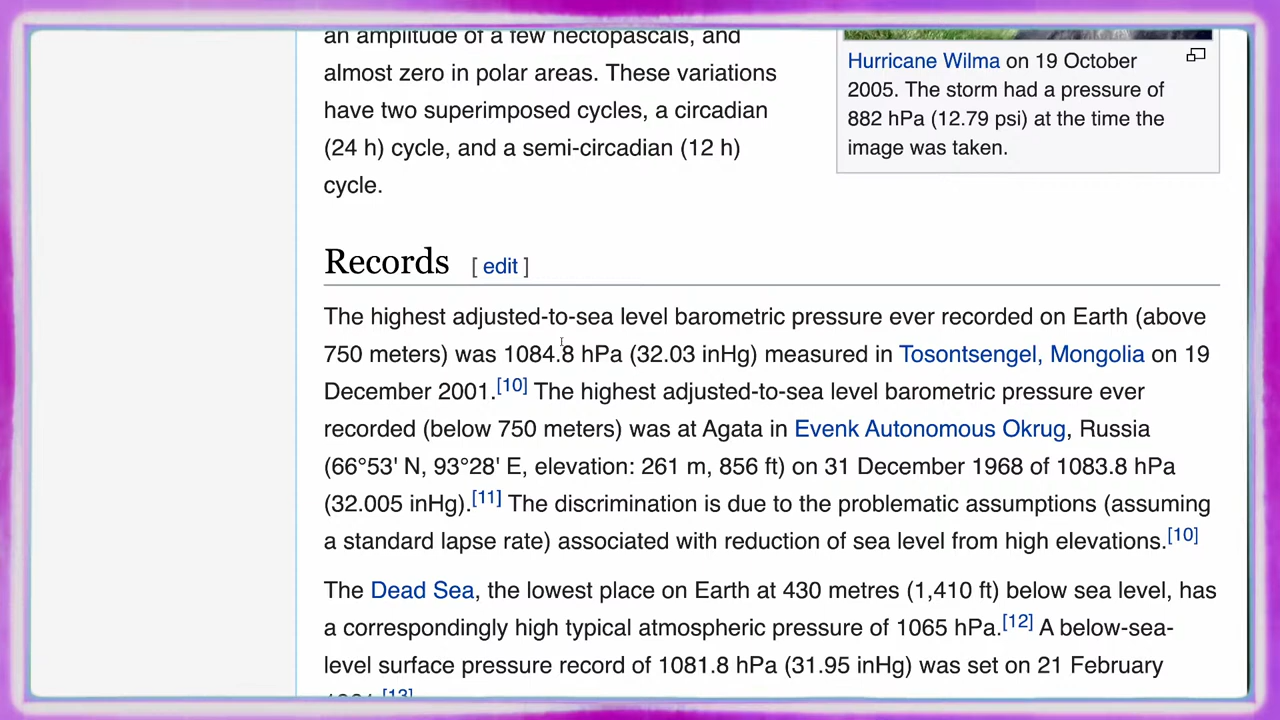 an amplitude of a few hectopascals, and
almost zero in polar areas. These variations
have two superimposed cycles, a circadian
(24 h) cycle, and a semi-circadian (12 h)
cycle.
Hurricane Wilma on 19 October
2005. The storm had a pressure of
882 hPa (12.79 psi) at the time the
image was taken.
Records [ edit ]
The highest adjusted-to-sea level barometric pressure ever recorded on Earth (above
750 meters) was 1084.8 hPa (32.03 inHg) measured in Tosontsengel, Mongolia on 19
December 2001.[10] The highest adjusted-to-sea level barometric pressure ever
recorded (below 750 meters) was at Agata in Evenk Autonomous Okrug, Russia
(66°53' N, 93°28' E, elevation: 261 m, 856 ft) on 31 December 1968 of 1083.8 hPa
(32.005 inHg).[11] The discrimination is due to the problematic assumptions (assuming
a standard lapse rate) associated with reduction of sea level from high elevations.[10]
The Dead Sea, the lowest place on Earth at 430 metres (1,410 ft) below sea level, has
a correspondingly high typical atmospheric pressure of 1065 hPa.[12] A below-sea-
level surface pressure record of 1081.8 hPa (31.95 inHg) was set on 21 February
[13]